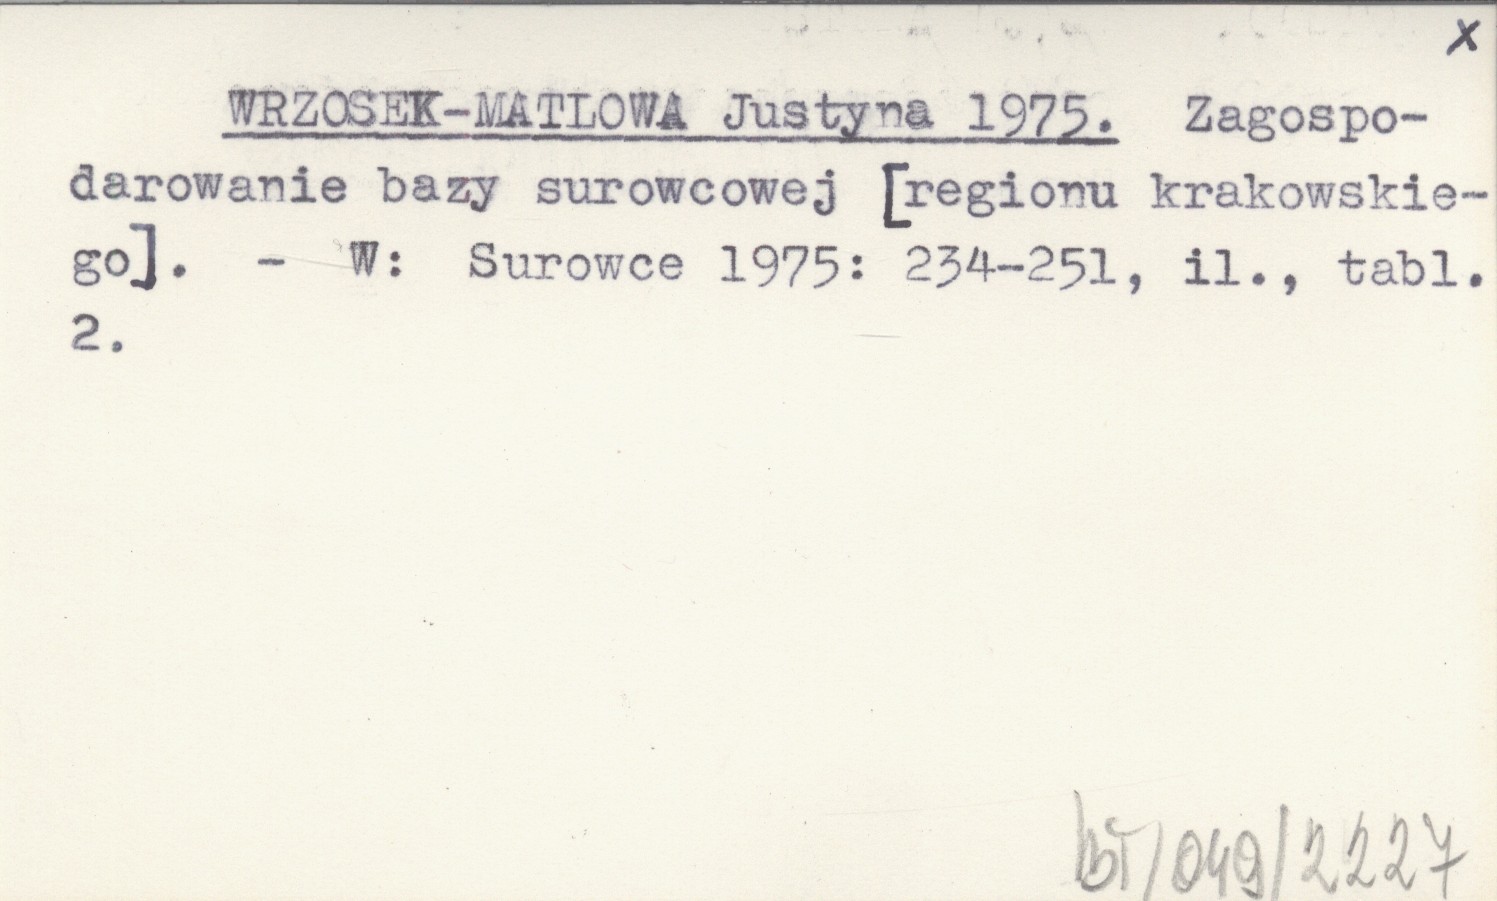 x
WRZOSEK-MATLOWA Justyna 1975. Zagospo-
darowanie bazy surowcowej [regionu krakowskie-
go]. - W: Surowce 1975: 234-251, il., tabl.
2.
BT/049/2227